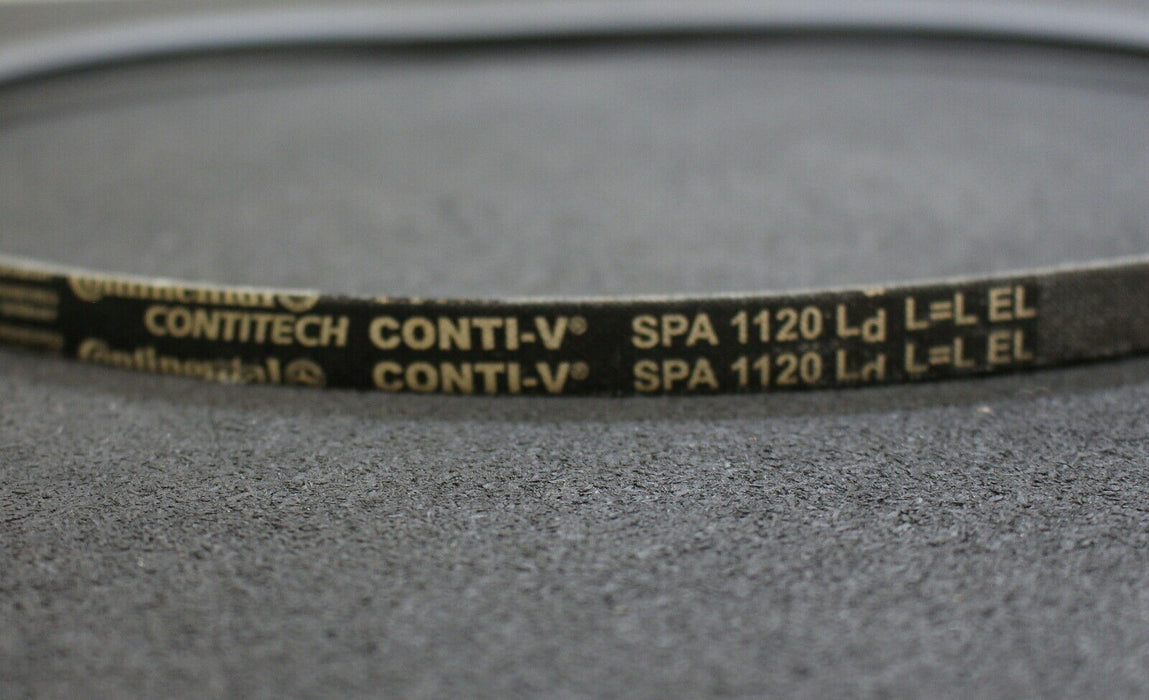 CONTITECH CONTI-V® SPA 1120 Ld L=L EL
Continental CONTI-V® SPA 1120 Ld L=L EL